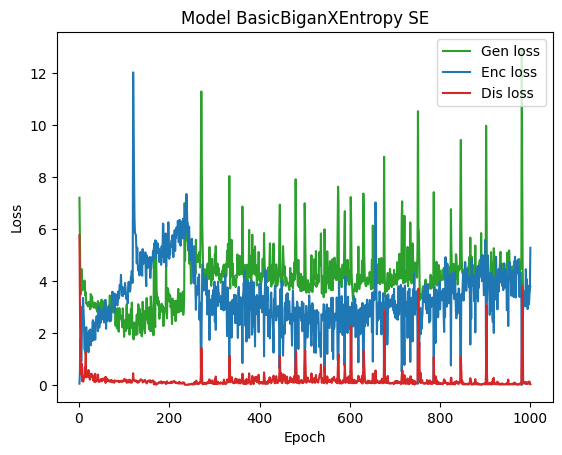 Model BasicBiganXEntropy SE
Gen loss
Enc loss
Dis loss
12
10
8
6
4
2
0
Loss
0
200
400
600
800
1000
Epoch